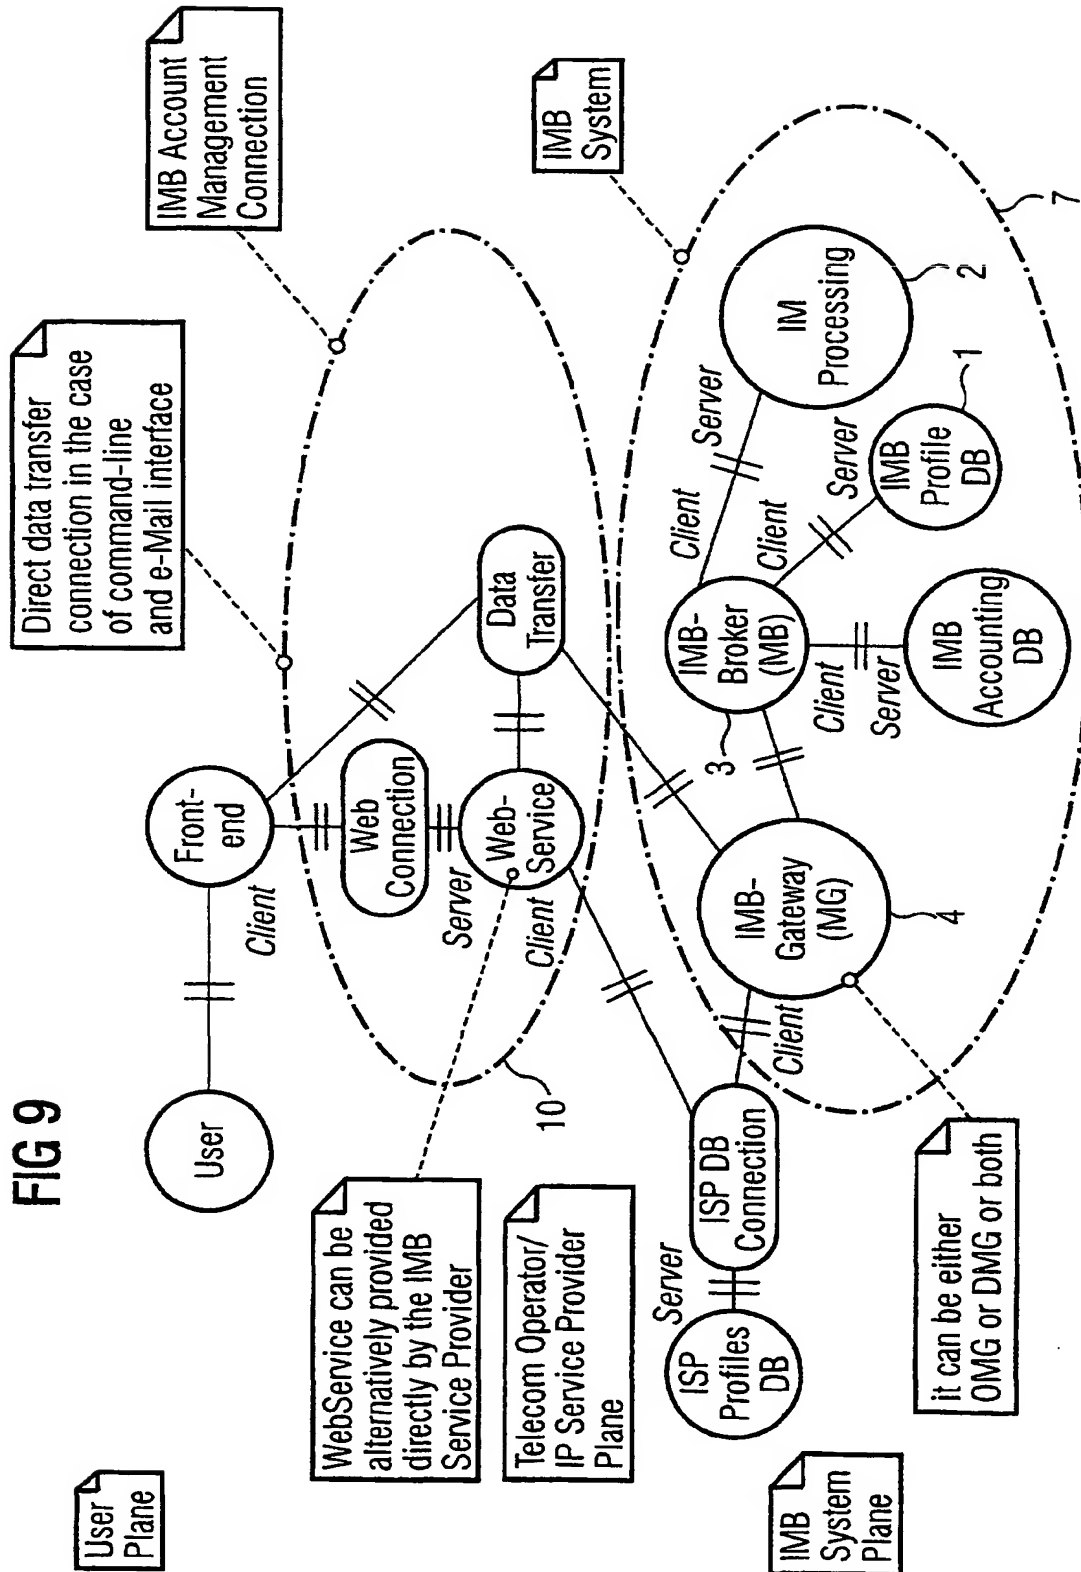 FIG 9
User
Plane
User
Front-
end
Client
Direct data transfer
connection in the case
of command-line
and e-Mail interface
IMB Account
Management
Connection
WebService can be
alternatively provided
directly by the IMB
Service Provider
Telecom Operator/
IP Service Provider
Plane
10
Web
Connection
Server
Web-
Service
Client
Data
Transfer
IMB
System
ISP
Profiles
DB
Server
ISP DB
Connection
Client
IMB-
Gateway
(MG)
4
3
IMB-
Broker
(MB)
Client
Server
IM
Processing
2
Client
Server
IMB
Profile
DB
1
Client
Server
IMB
Accounting
DB
7
IMB
System
Plane
it can be either
OMG or DMG or both